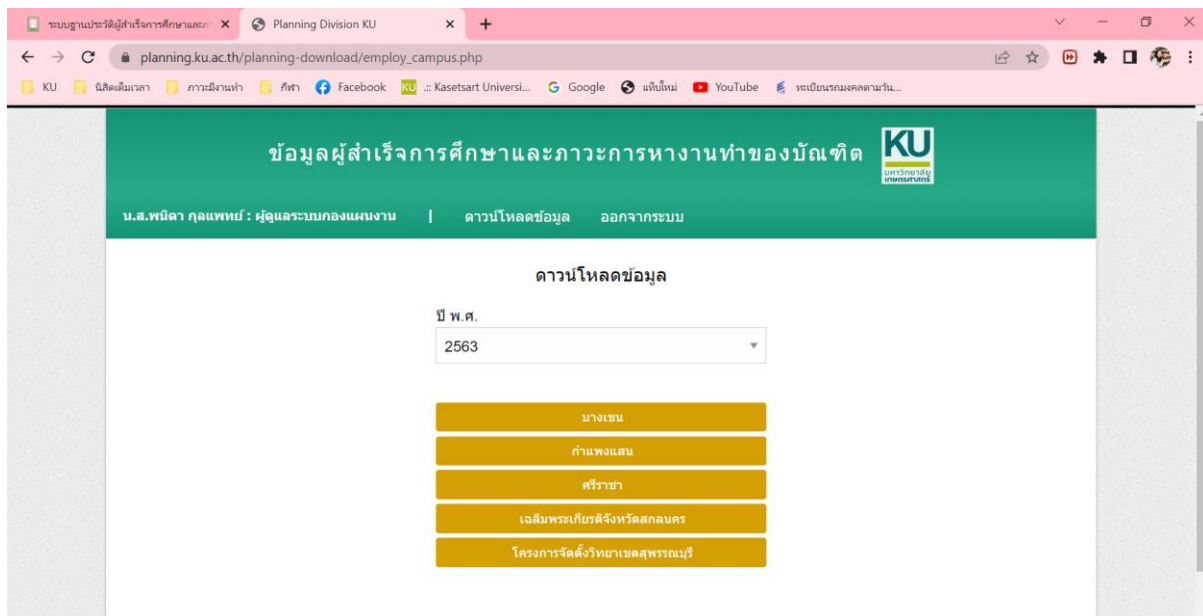 ระบบฐานประวัติผู้สำเร็จการศึกษาและภ
Planning Division KU
planning.ku.ac.th/planning-download/employ_campus.php
KU นิสิตเต็มเวลา ภาวะมีงานทำ กีฬา Facebook KU .:: Kasetsart Universi... Google แท็บใหม่ YouTube ทะเบียนรถมงคลตามวัน...
ข้อมูลผู้สำเร็จการศึกษาและภาวะการหางานทำของบัณฑิต
KU
มหาวิทยาลัย
เกษตรศาสตร์
น.ส.พนิดา กุลแพทย์ : ผู้ดูแลระบบกองแผนงาน | ดาวน์โหลดข้อมูล ออกจากระบบ
ดาวน์โหลดข้อมูล
ปี พ.ศ.
2563
บางเขน
กำแพงแสน
ศรีราชา
เฉลิมพระเกียรติจังหวัดสกลนคร
โครงการจัดตั้งวิทยาเขตสุพรรณบุรี